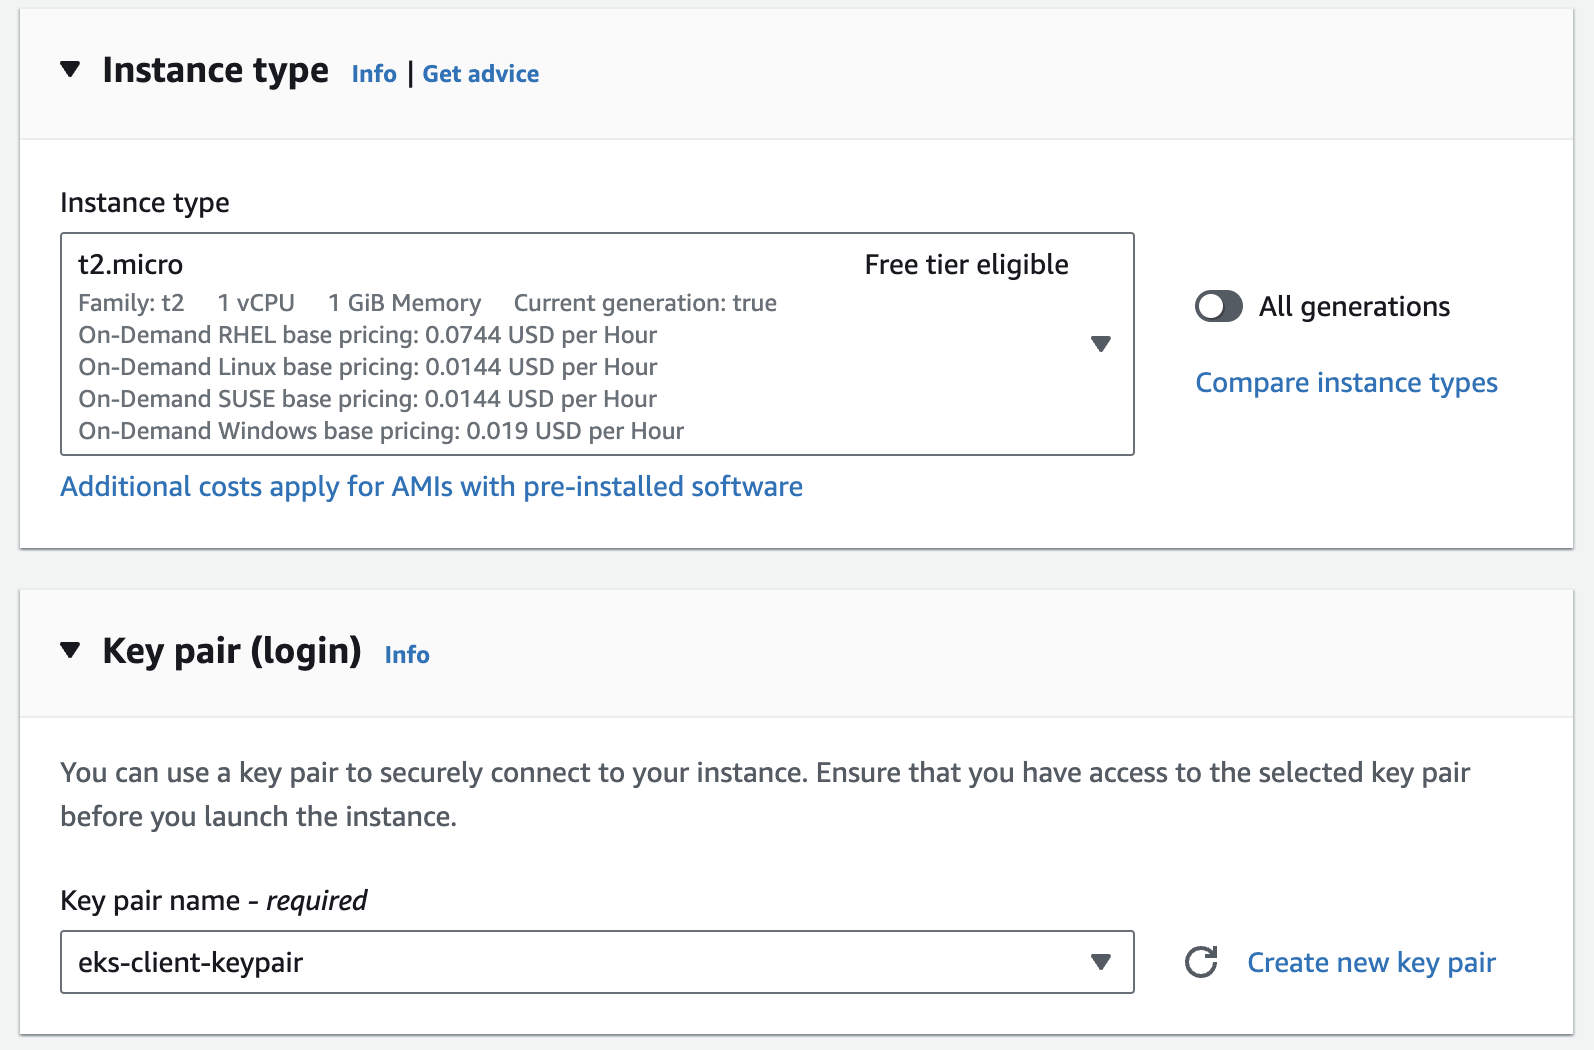 Instance type Info | Get advice
Instance type
t2.micro Free tier eligible
Family: t2 1 vCPU 1 GiB Memory Current generation: true
On-Demand RHEL base pricing: 0.0744 USD per Hour
On-Demand Linux base pricing: 0.0144 USD per Hour
On-Demand SUSE base pricing: 0.0144 USD per Hour
On-Demand Windows base pricing: 0.019 USD per Hour
All generations
Compare instance types
Additional costs apply for AMIs with pre-installed software
Key pair (login) Info
You can use a key pair to securely connect to your instance. Ensure that you have access to the selected key pair
before you launch the instance.
Key pair name - required
eks-client-keypair
Create new key pair